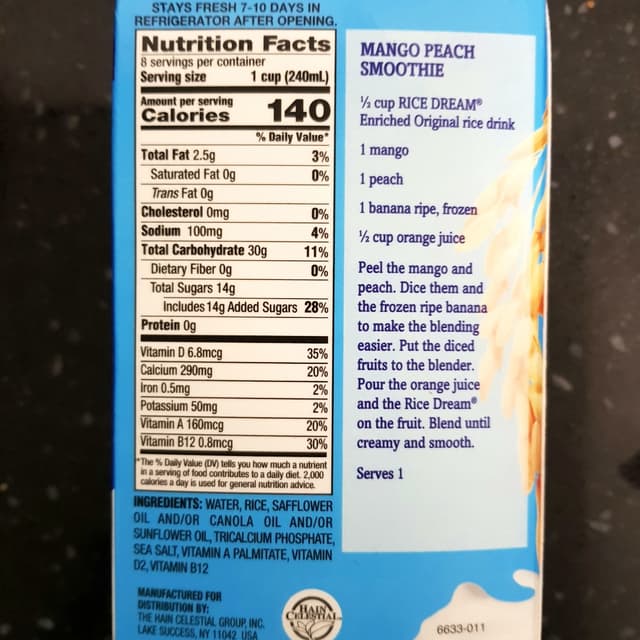 STAYS FRESH 7-10 DAYS IN
REFRIGERATOR AFTER OPENING.
Nutrition Facts
8 servings per container
Serving size 1 cup (240mL)
Amount per serving
Calories 140
% Daily Value*
Total Fat 2.5g 3%
Saturated Fat 0g 0%
Trans Fat 0g
Cholesterol 0mg 0%
Sodium 100mg 4%
Total Carbohydrate 30g 11%
Dietary Fiber 0g 0%
Total Sugars 14g
Includes 14g Added Sugars 28%
Protein 0g
Vitamin D 6.8mcg 35%
Calcium 290mg 20%
Iron 0.5mg 2%
Potassium 50mg 2%
Vitamin A 160mcg 20%
Vitamin B12 0.8mcg 30%
*The % Daily Value (DV) tells you how much a nutrient
in a serving of food contributes to a daily diet. 2,000
calories a day is used for general nutrition advice.
INGREDIENTS: WATER, RICE, SAFFLOWER
OIL AND/OR CANOLA OIL AND/OR
SUNFLOWER OIL, TRICALCIUM PHOSPHATE,
SEA SALT, VITAMIN A PALMITATE, VITAMIN
D2, VITAMIN B12
MANUFACTURED FOR
DISTRIBUTION BY:
THE HAIN CELESTIAL GROUP, INC.
LAKE SUCCESS, NY 11042 USA
HAIN
CELESTIAL
MANGO PEACH
SMOOTHIE
½ cup RICE DREAM®
Enriched Original rice drink
1 mango
1 peach
1 banana ripe, frozen
½ cup orange juice
Peel the mango and
peach. Dice them and
the frozen ripe banana
to make the blending
easier. Put the diced
fruits to the blender.
Pour the orange juice
and the Rice Dream®
on the fruit. Blend until
creamy and smooth.
Serves 1
6633-011